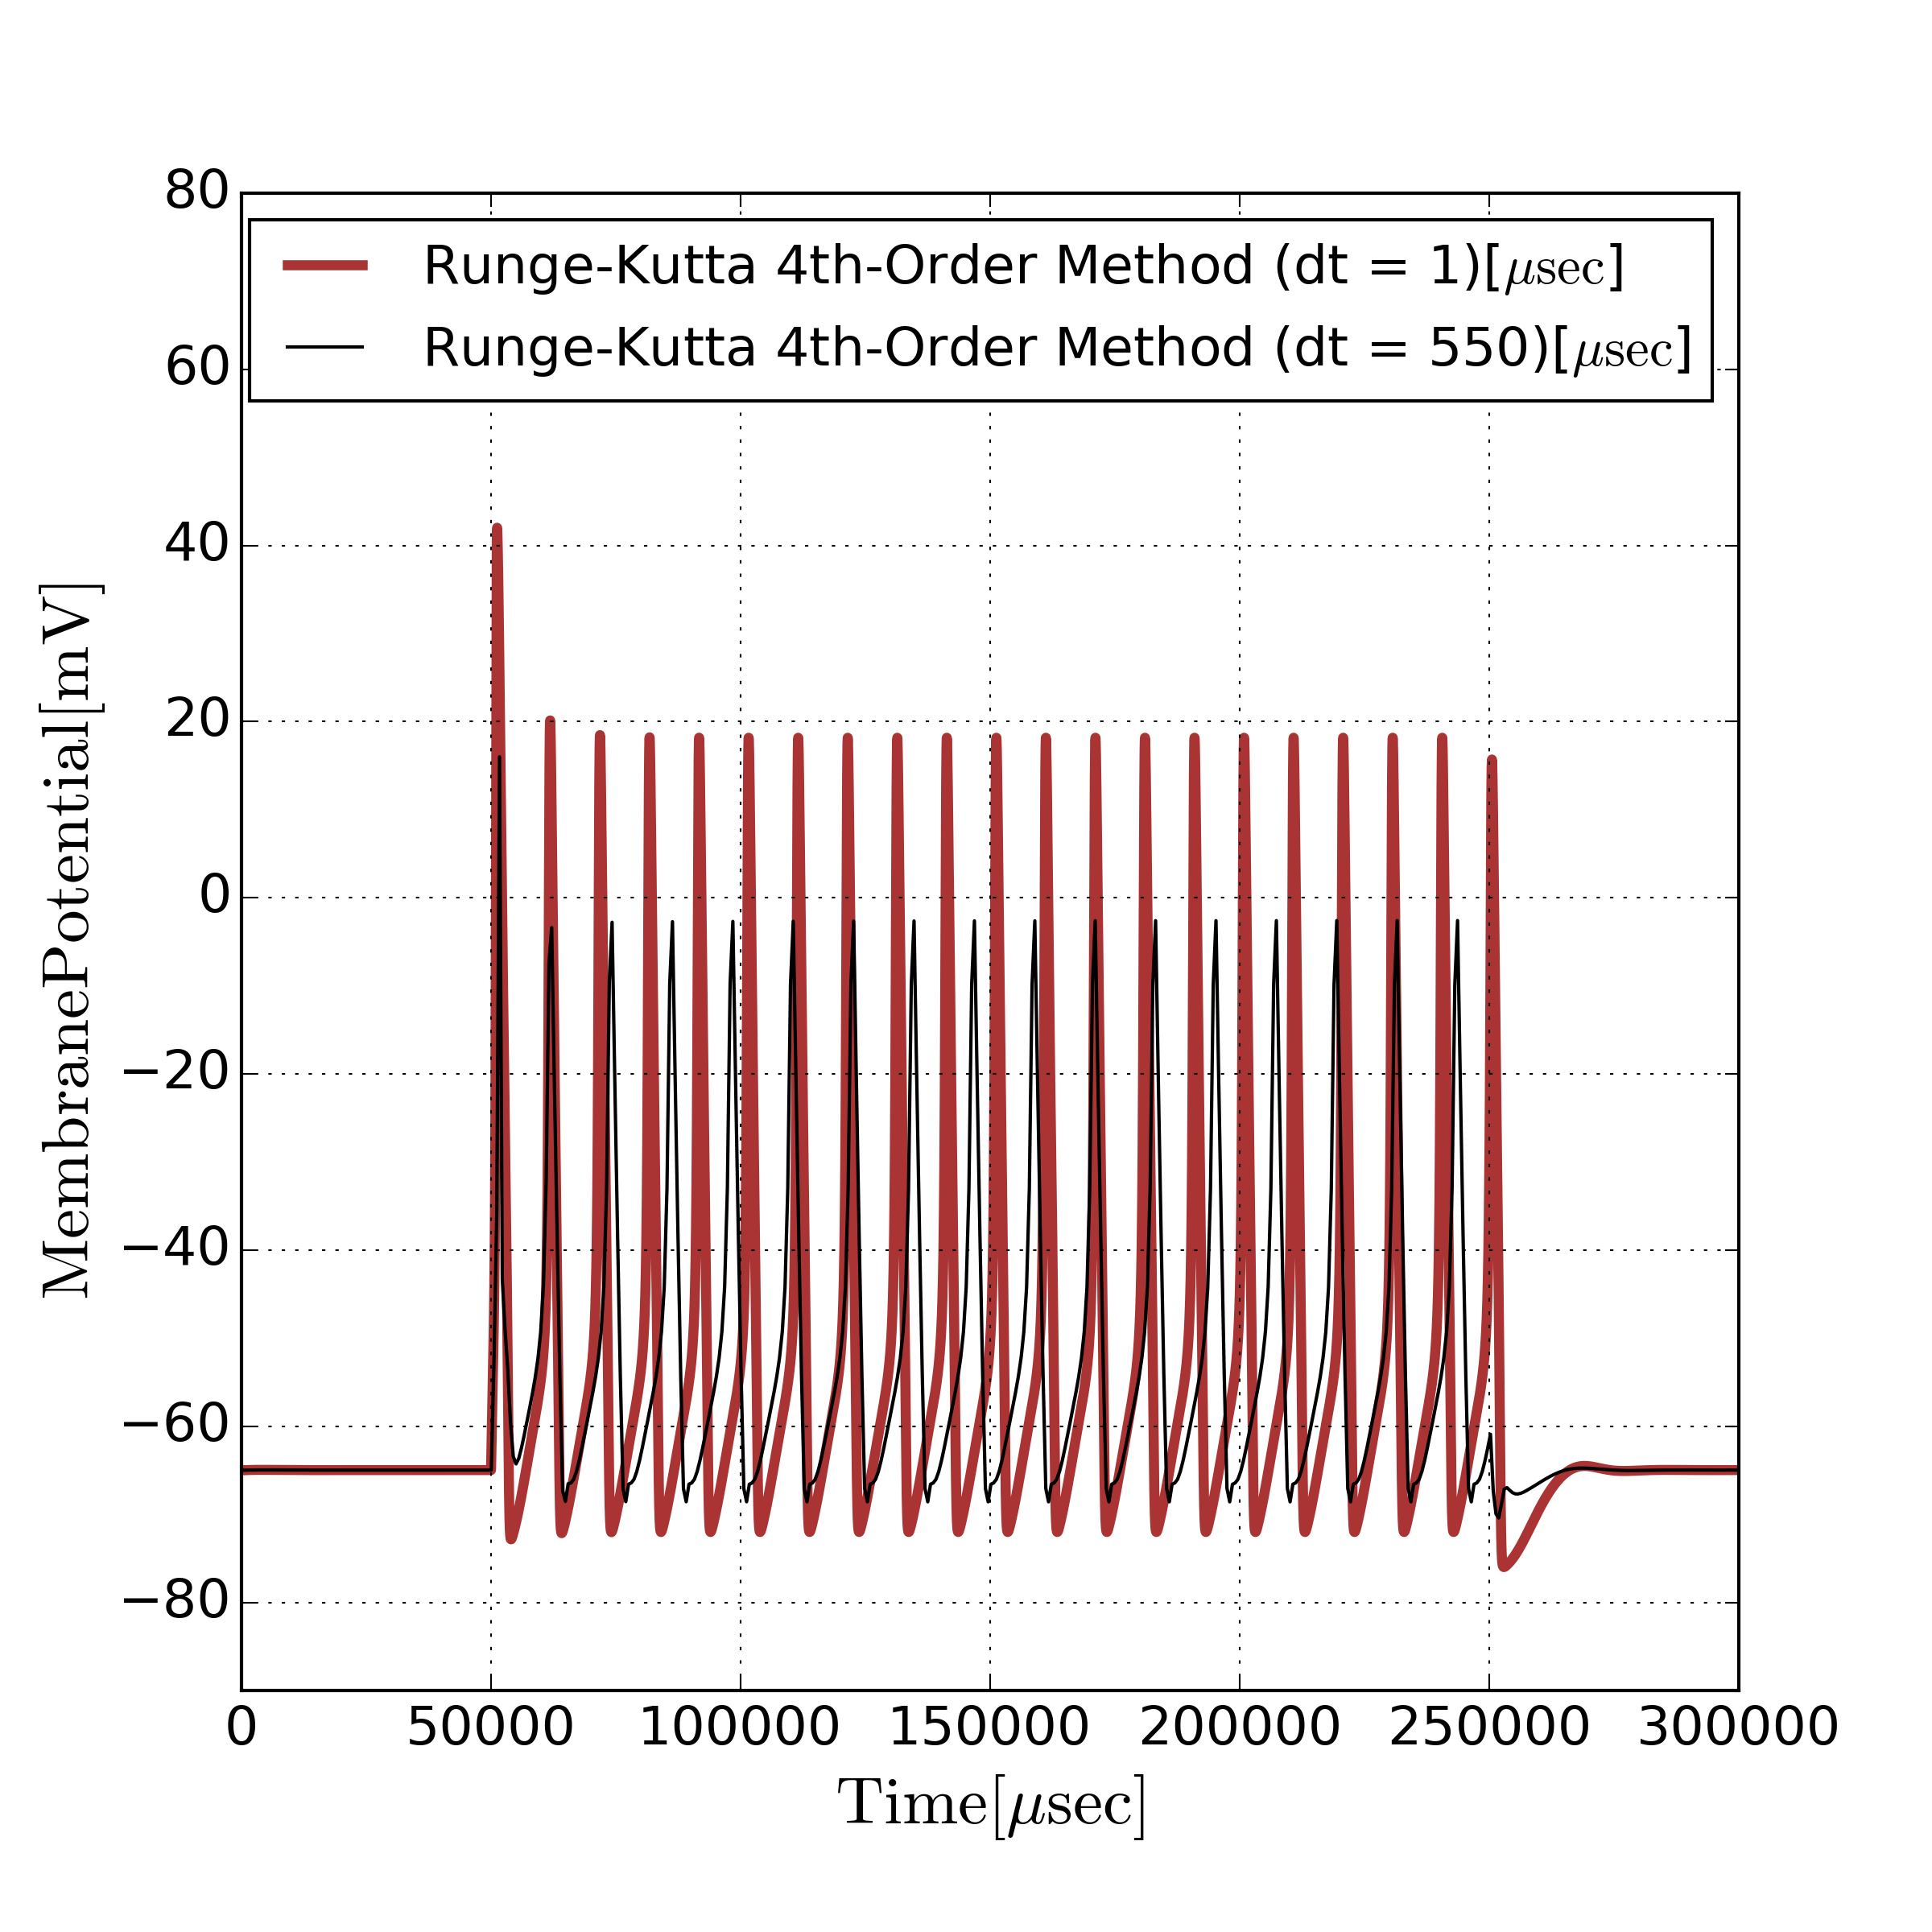 80
Runge-Kutta 4th-Order Method (dt = 1)[μsec]
Runge-Kutta 4th-Order Method (dt = 550)[μsec]
60
40
20
0
−20
−40
−60
−80
MembranePotential[mV]
0 50000 100000 150000 200000 250000 300000
Time[μsec]